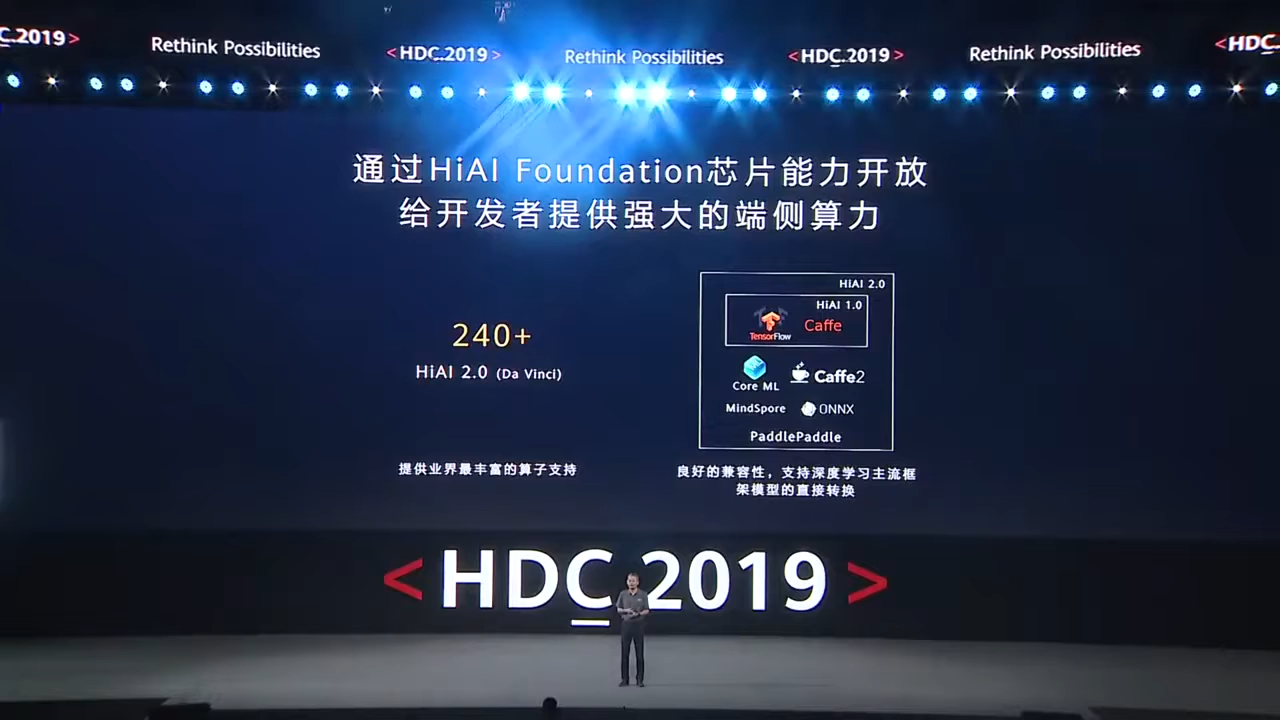 C.2019>
Rethink Possibilities
<HDC.2019>
Rethink Possibilities
<HDC.2019>
Rethink Possibilities
<HDC.
通过HiAI Foundation芯片能力开放
给开发者提供强大的端侧算力
240+
HiAI 2.0 (Da Vinci)
提供业界最丰富的算子支持
HiAI 2.0
HiAI 1.0
TensorFlow
Caffe
Core ML
Caffe2
MindSpore
ONNX
PaddlePaddle
良好的兼容性，支持深度学习主流框
架模型的直接转换
<HDC 2019>